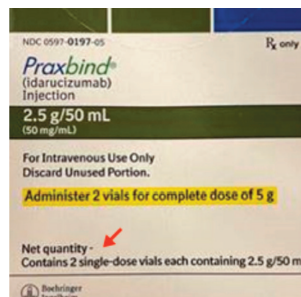 NDC 0597-0197-05
Rx only
Praxbind®
(idarucizumab)
Injection
2.5 g/50 mL
(50 mg/mL)
For Intravenous Use Only
Discard Unused Portion.
Administer 2 vials for complete dose of 5 g
Net quantity -
Contains 2 single-dose vials each containing 2.5 g/50 m
Boehringer